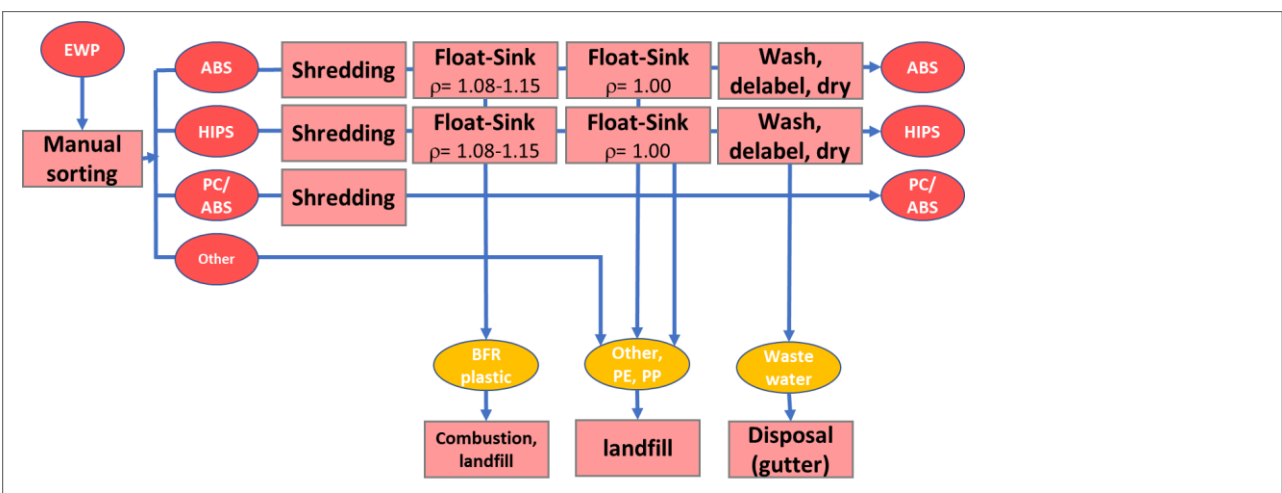 EWP
Manual
sorting
ABS
Shredding
Float-Sink
ρ= 1.08-1.15
Float-Sink
ρ= 1.00
Wash,
delabel, dry
ABS
HIPS
Shredding
Float-Sink
ρ= 1.08-1.15
Float-Sink
ρ= 1.00
Wash,
delabel, dry
HIPS
PC/
ABS
Shredding
PC/
ABS
Other
BFR
plastic
Other,
PE, PP
Waste
water
Combustion,
landfill
landfill
Disposal
(gutter)